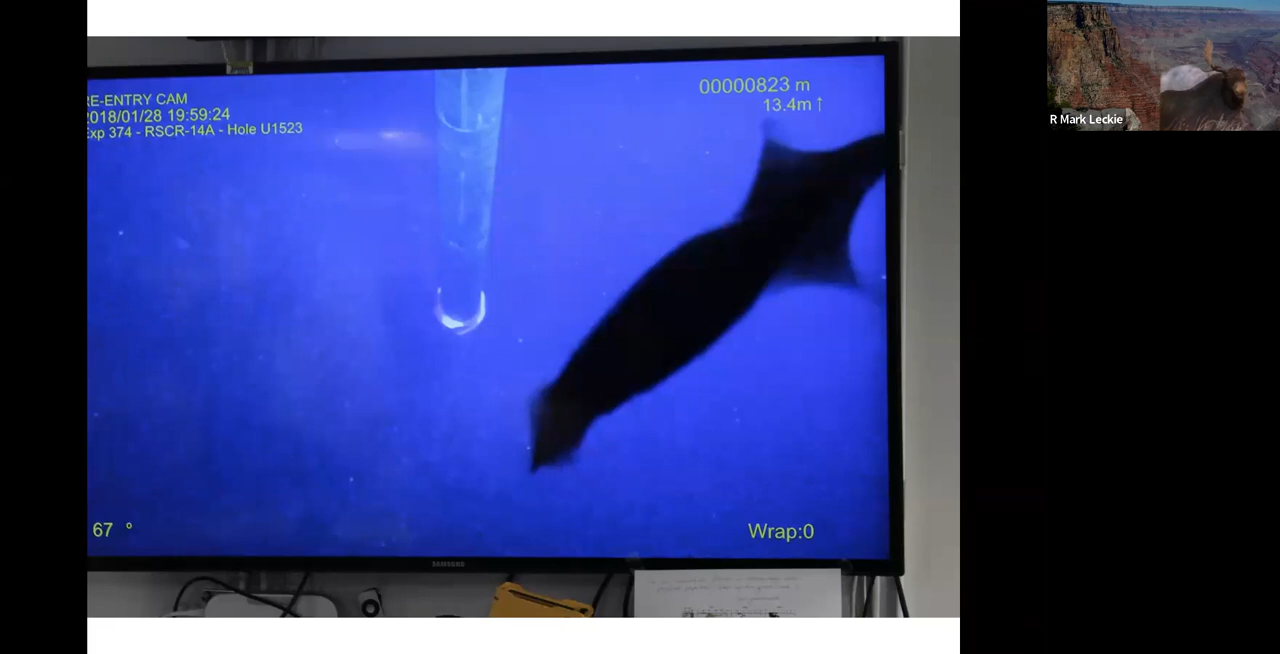 RE-ENTRY CAM
2018/01/28 19:59:24
Exp 374 - RSCR-14A - Hole U1523
00000823 m
13.4m ↑
R Mark Leckie
67 °
Wrap:0
SAMSUNG